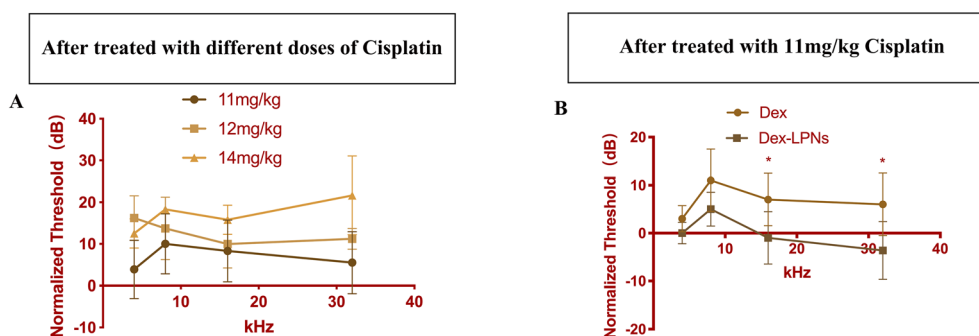 After treated with different doses of Cisplatin
After treated with 11mg/kg Cisplatin
A
11mg/kg
12mg/kg
14mg/kg
Normalized Threshold (dB)
40
30
20
10
0
-10
10
20
30
40
kHz
B
Dex
Dex-LPNs
Normalized Threshold (dB)
20
10
0
-10
-20
* *
10
20
30
40
kHz